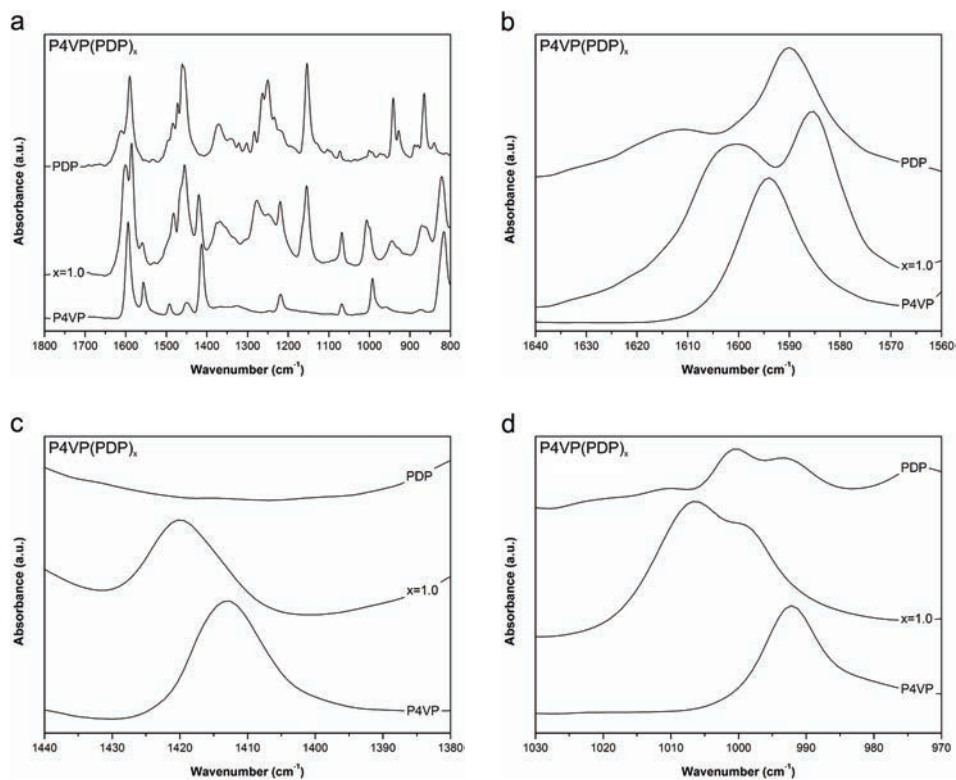 a
P4VP(PDP)x
Absorbance (a.u.)
PDP
x=1.0
P4VP
1800 1700 1600 1500 1400 1300 1200 1100 1000 900 800
Wavenumber (cm-1)
b
P4VP(PDP)x
Absorbance (a.u.)
PDP
x=1.0
P4VP
1640 1630 1620 1610 1600 1590 1580 1570 1560
Wavenumber (cm-1)
c
P4VP(PDP)x
Absorbance (a.u.)
PDP
x=1.0
P4VP
1440 1430 1420 1410 1400 1390 1380
Wavenumber (cm-1)
d
P4VP(PDP)x
Absorbance (a.u.)
PDP
x=1.0
P4VP
1030 1020 1010 1000 990 980 970
Wavenumber (cm-1)